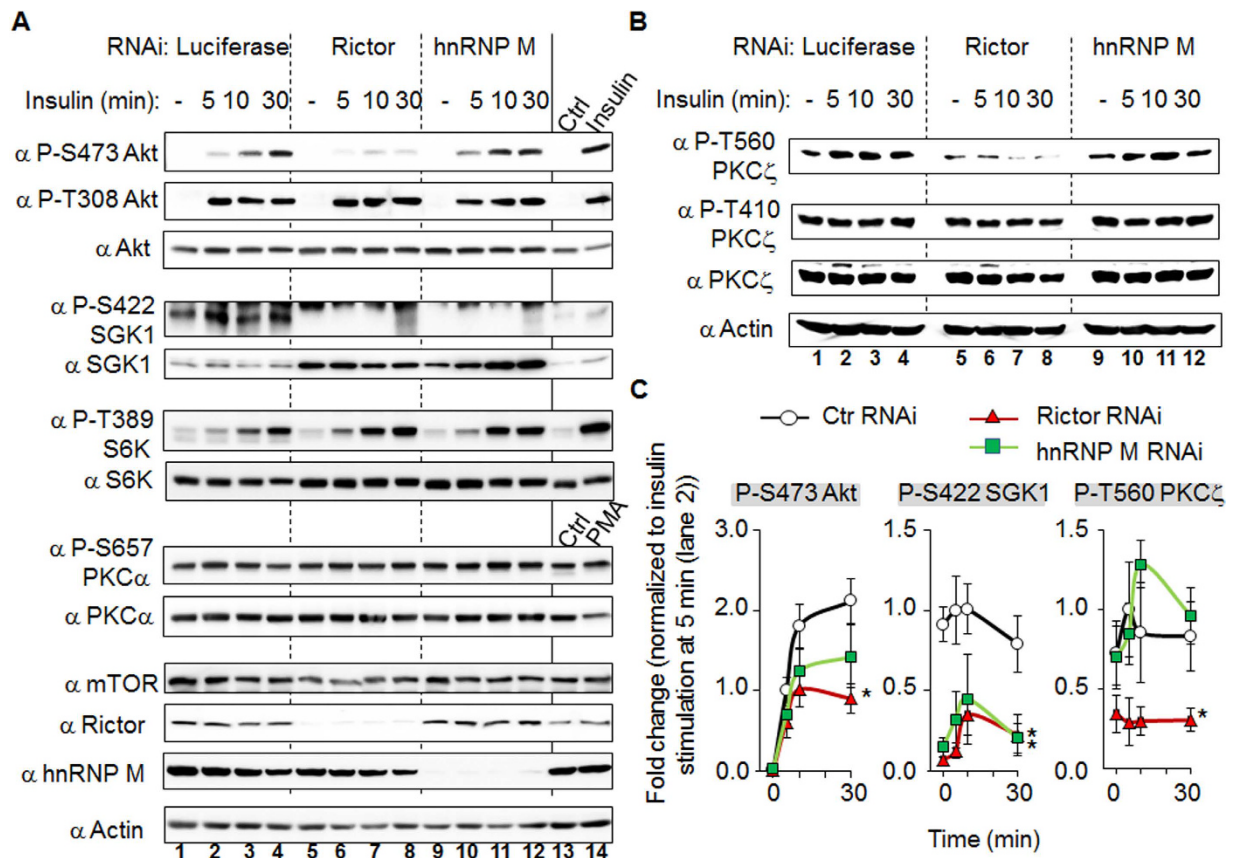 A
RNAi: Luciferase Rictor hnRNP M
Insulin (min): - 5 10 30 - 5 10 30 - 5 10 30 Ctrl Insulin
α P-S473 Akt
α P-T308 Akt
α Akt
α P-S422
SGK1
α SGK1
α P-T389
S6K
α S6K
Ctrl PMA
α P-S657
PKCα
α PKCα
α mTOR
α Rictor
α hnRNP M
α Actin
1 2 3 4 5 6 7 8 9 10 11 12 13 14
B
RNAi: Luciferase Rictor hnRNP M
Insulin (min): - 5 10 30 - 5 10 30 - 5 10 30
α P-T560
PKCζ
α P-T410
PKCζ
α PKCζ
α Actin
1 2 3 4 5 6 7 8 9 10 11 12
C
Ctr RNAi Rictor RNAi
hnRNP M RNAi
Fold change (normalized to insulin
stimulation at 5 min (lane 2))
P-S473 Akt P-S422 SGK1 P-T560 PKCζ
3.0 1.5 1.5
2.0 1.0 1.0
1.0 * 0.5 * * 0.5 *
0.0 0.0 0.0
0 30 0 30 0 30
Time (min)